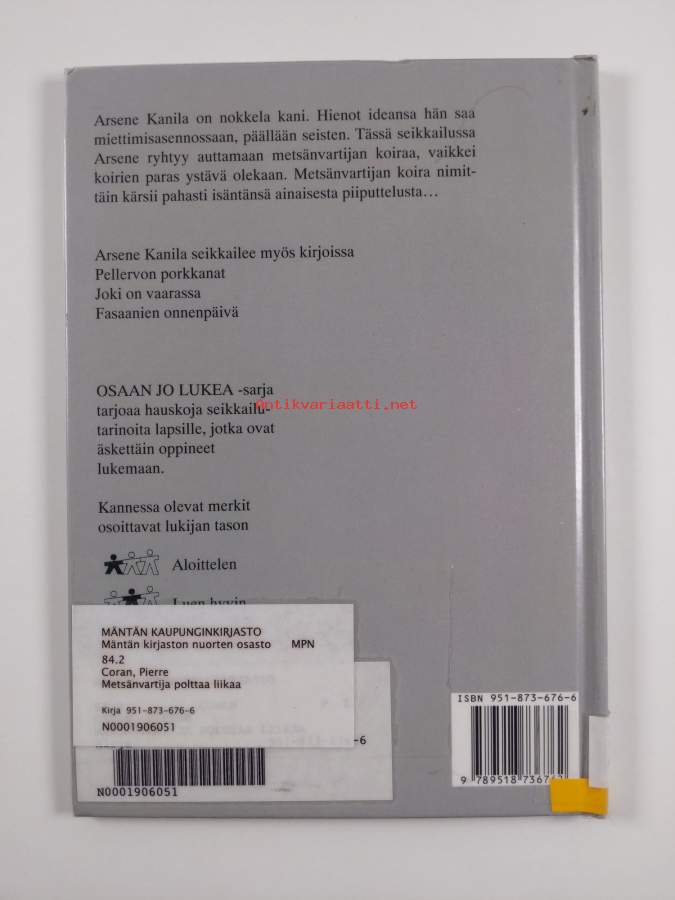 Arsene Kanila on nokkela kani. Hienot ideansa hän saa
miettimisasennossaan, päällään seisten. Tässä seikkailussa
Arsene ryhtyy auttamaan metsänvartijan koiraa, vaikkei
koirien paras ystävä olekaan. Metsänvartijan koira nimit-
täin kärsii pahasti isäntänsä ainaisesta piiputtelusta…
Arsene Kanila seikkailee myös kirjoissa
Pellervon porkkanat
Joki on vaarassa
Fasaanien onnenpäivä
OSAAN JO LUKEA -sarja
tarjoaa hauskoja seikkailu-
Antikvariaatti.net
tarinoita lapsille, jotka ovat
äskettäin oppineet
lukemaan.
Kannessa olevat merkit
osoittavat lukijan tason
Aloittelen
Luen hyvin
MÄNTÄN KAUPUNGINKIRJASTO
Mäntän kirjaston nuorten osasto MPN
84.2
Coran, Pierre
Metsänvartija polttaa liikaa
Kirja 951-873-676-6
N0001906051
-6
N0001906051
ISBN 951-873-676-6
9 789518 7367